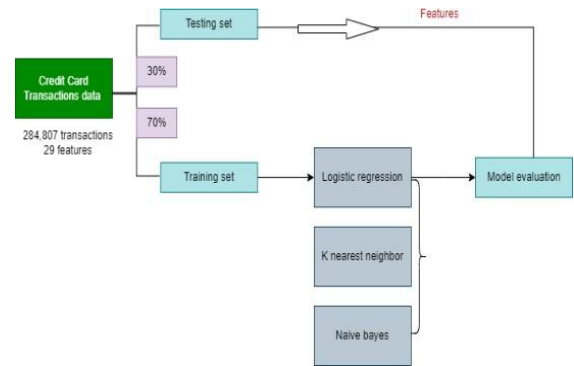 Testing set
Features
30%
Credit Card
Transactions data
70%
284,807 transactions
29 features
Training set
Logistic regression
Model evaluation
K nearest neighbor
Naive bayes